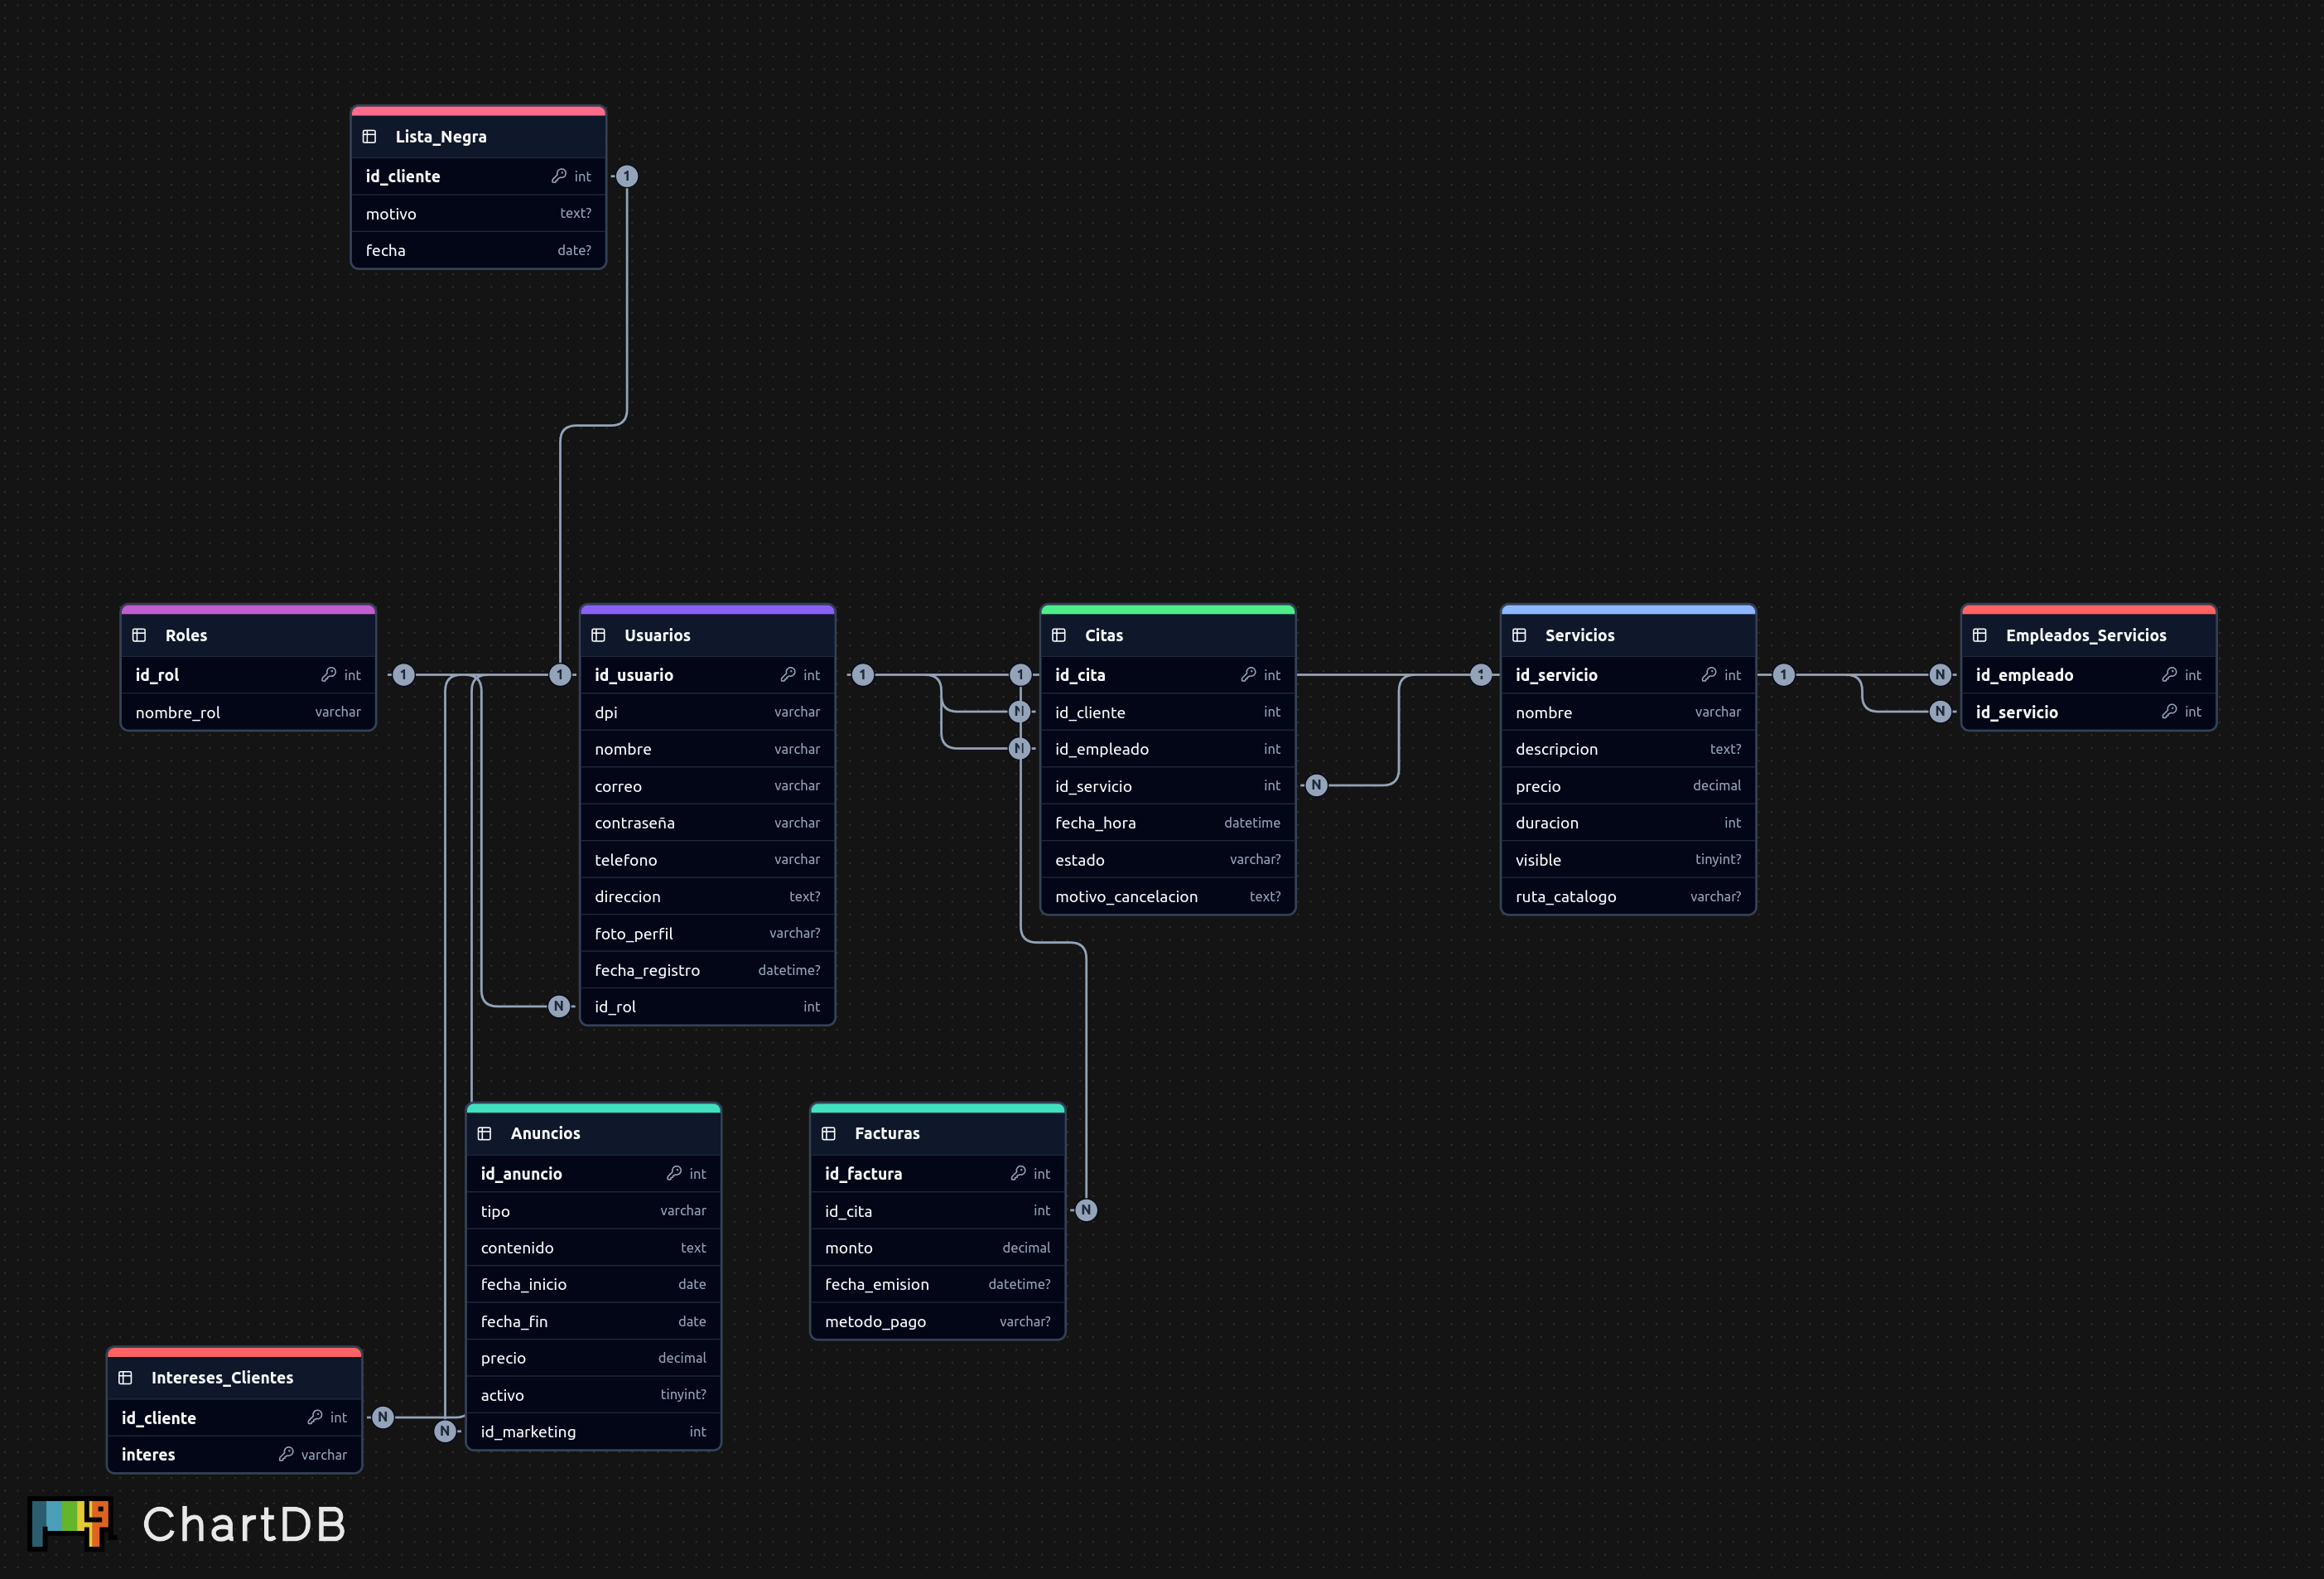 Lista_Negra
id_cliente int
motivo text?
fecha date?
1
Roles
id_rol int
nombre_rol varchar
1
1
Usuarios
id_usuario int
dpi varchar
nombre varchar
correo varchar
contraseña varchar
telefono varchar
direccion text?
foto_perfil varchar?
fecha_registro datetime?
id_rol int
N
1
1
N
N
Citas
id_cita int
id_cliente int
id_empleado int
id_servicio int
fecha_hora datetime
estado varchar?
motivo_cancelacion text?
N
1
Servicios
id_servicio int
nombre varchar
descripcion text?
precio decimal
duracion int
visible tinyint?
ruta_catalogo varchar?
1
N
N
Empleados_Servicios
id_empleado int
id_servicio int
Anuncios
id_anuncio int
tipo varchar
contenido text
fecha_inicio date
fecha_fin date
precio decimal
activo tinyint?
id_marketing int
N
Facturas
id_factura int
id_cita int
monto decimal
fecha_emision datetime?
metodo_pago varchar?
N
Intereses_Clientes
id_cliente int
interes varchar
N
ChartDB